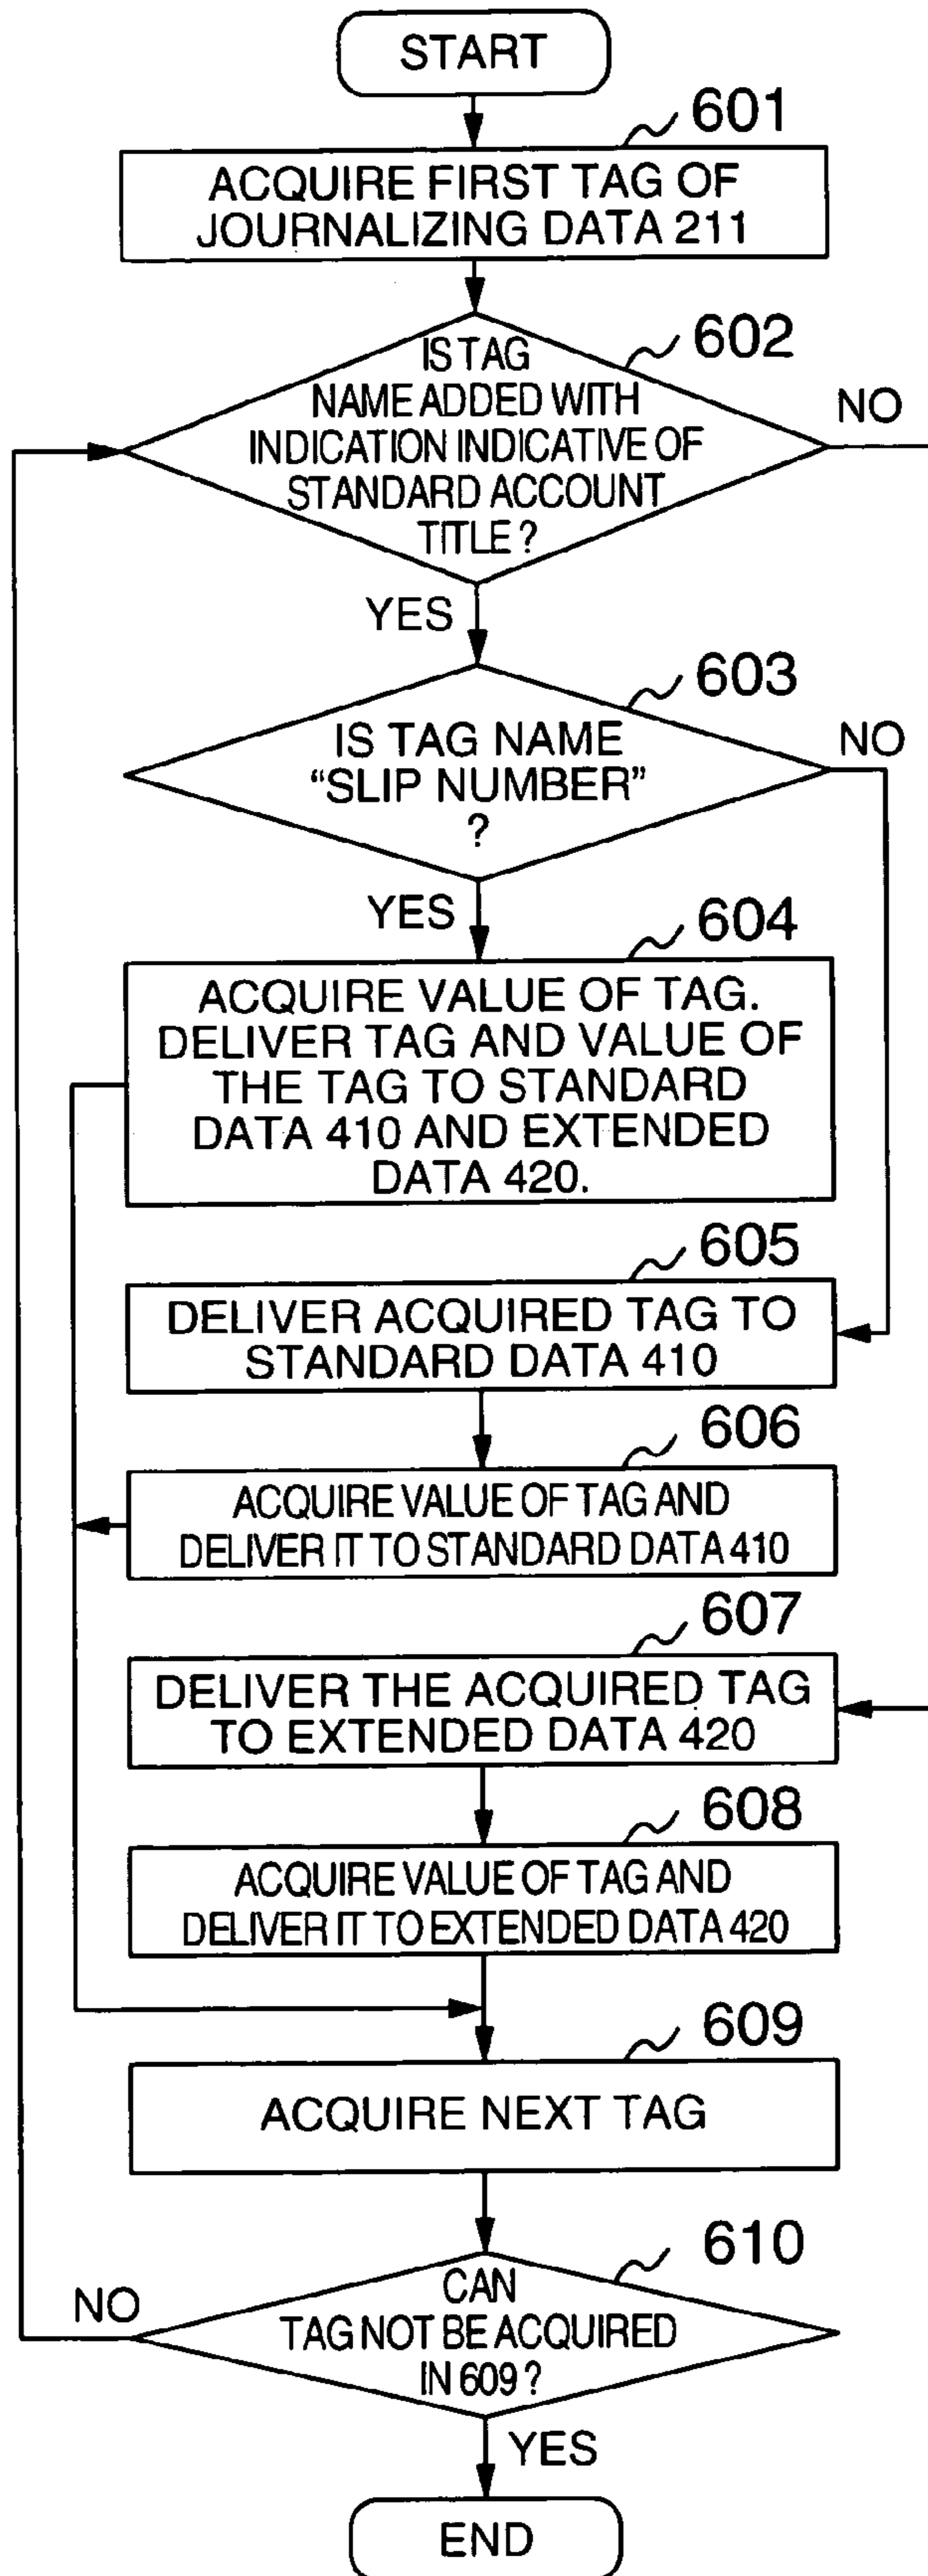 START
601
ACQUIRE FIRST TAG OF
JOURNALIZING DATA 211
602
IS TAG
NAME ADDED WITH
INDICATION INDICATIVE OF
STANDARD ACCOUNT
TITLE ?
NO
YES
603
IS TAG NAME
“SLIP NUMBER”
?
NO
YES
604
ACQUIRE VALUE OF TAG.
DELIVER TAG AND VALUE OF
THE TAG TO STANDARD
DATA 410 AND EXTENDED
DATA 420.
605
DELIVER ACQUIRED TAG TO
STANDARD DATA 410
606
ACQUIRE VALUE OF TAG AND
DELIVER IT TO STANDARD DATA 410
607
DELIVER THE ACQUIRED TAG
TO EXTENDED DATA 420
608
ACQUIRE VALUE OF TAG AND
DELIVER IT TO EXTENDED DATA 420
609
ACQUIRE NEXT TAG
610
CAN
TAG NOT BE ACQUIRED
IN 609 ?
NO
YES
END